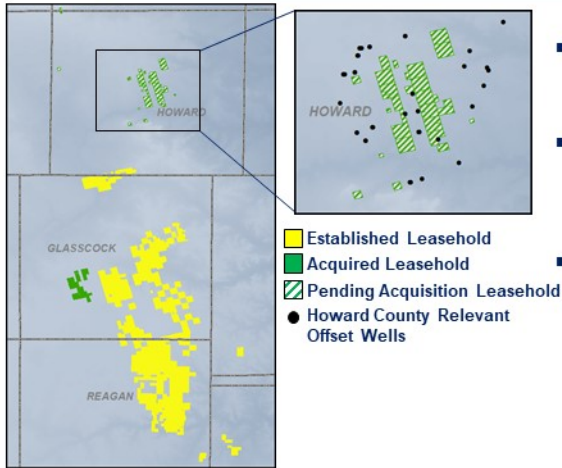 HOWARD
HOWARD
GLASSCOCK
REAGAN
Established Leasehold
Acquired Leasehold
Pending Acquisition Leasehold
Howard County Relevant
Offset Wells